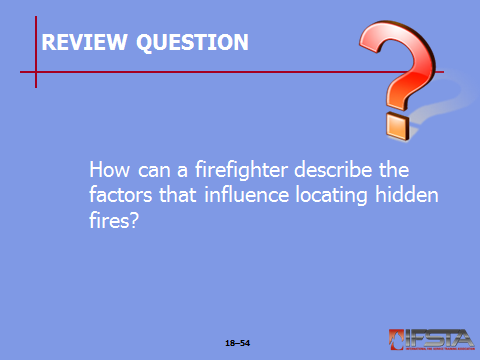 REVIEW QUESTION
How can a firefighter describe the
factors that influence locating hidden
fires?
18–54
IFSTA